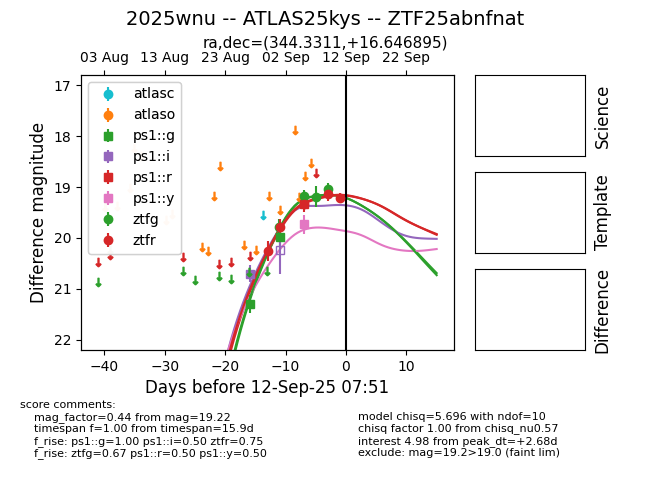 2025wnu -- ATLAS25kys -- ZTF25abnfnat
ra,dec=(344.3311,+16.646895)
03 Aug 13 Aug 23 Aug 02 Sep 12 Sep 22 Sep
atlasc
atlaso
ps1::g
ps1::i
ps1::r
ps1::y
ztfg
ztfr
17
18
19
20
21
22
Difference magnitude
−40 −30 −20 −10 0 10
Days before 12-Sep-25 07:51
Science
Template
Difference
score comments:
mag_factor=0.44 from mag=19.22
timespan f=1.00 from timespan=15.9d
f_rise: ps1::g=1.00 ps1::i=0.50 ztfr=0.75
f_rise: ztfg=0.67 ps1::r=0.50 ps1::y=0.50
model chisq=5.696 with ndof=10
chisq factor 1.00 from chisq_nu0.57
interest 4.98 from peak_dt=+2.68d
exclude: mag=19.2>19.0 (faint lim)